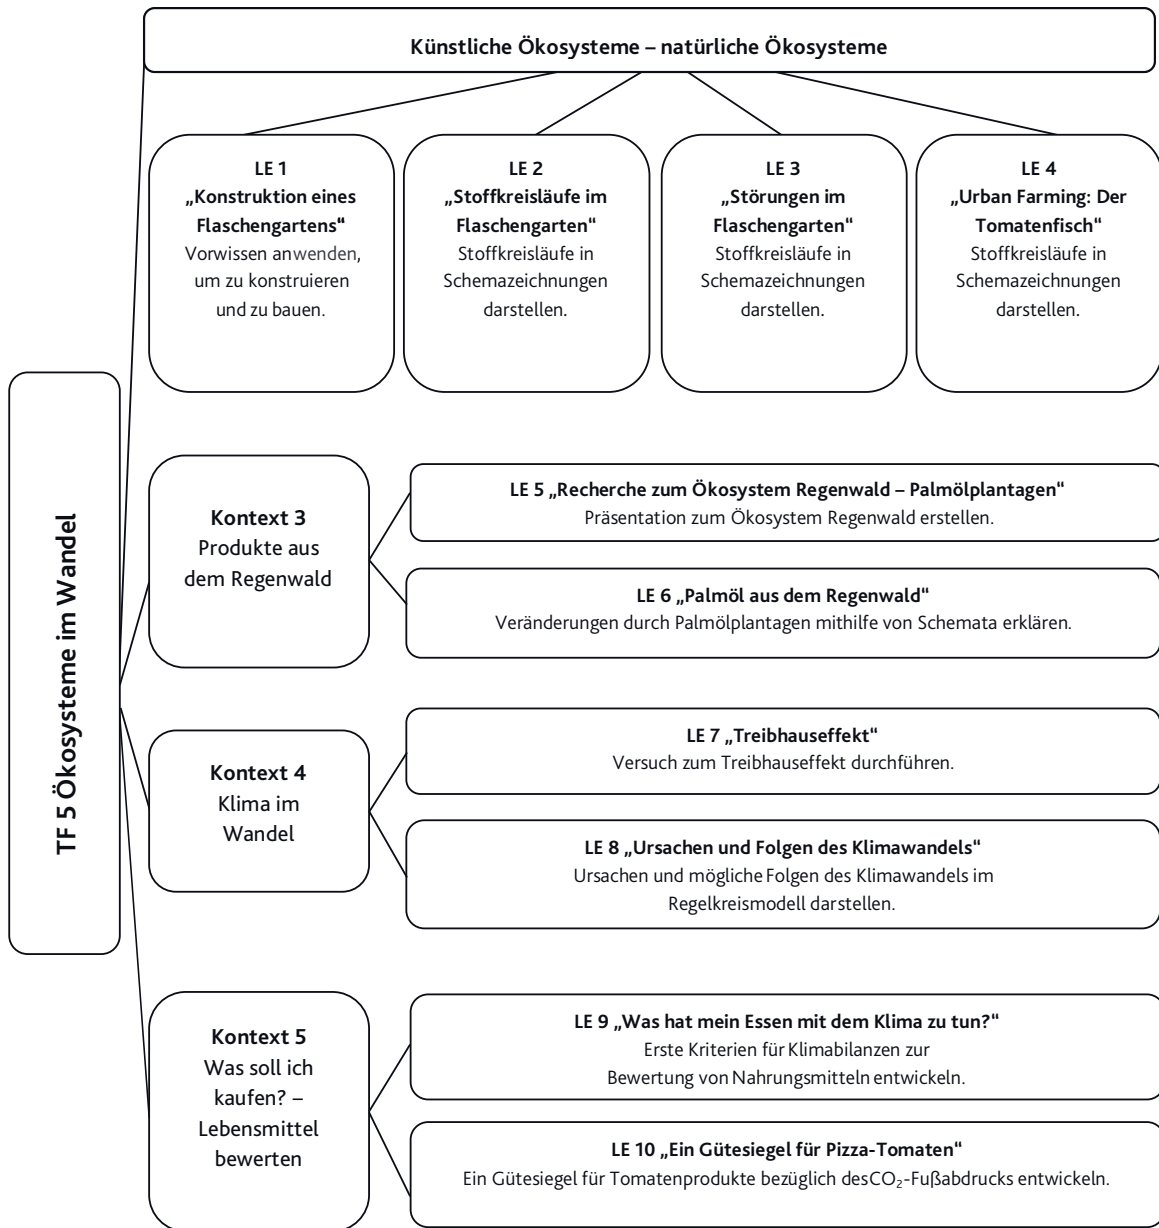 Künstliche Ökosysteme – natürliche Ökosysteme
LE 1
„Konstruktion eines
Flaschengartens“
Vorwissen anwenden,
um zu konstruieren
und zu bauen.
LE 2
„Stoffkreisläufe im
Flaschengarten“
Stoffkreisläufe in
Schemazeichnungen
darstellen.
LE 3
„Störungen im
Flaschengarten“
Stoffkreisläufe in
Schemazeichnungen
darstellen.
LE 4
„Urban Farming: Der
Tomatenfisch“
Stoffkreisläufe in
Schemazeichnungen
darstellen.
TF 5 Ökosysteme im Wandel
Kontext 3
Produkte aus
dem Regenwald
LE 5 „Recherche zum Ökosystem Regenwald – Palmölplantagen“
Präsentation zum Ökosystem Regenwald erstellen.
LE 6 „Palmöl aus dem Regenwald“
Veränderungen durch Palmölplantagen mithilfe von Schemata erklären.
Kontext 4
Klima im
Wandel
LE 7 „Treibhauseffekt“
Versuch zum Treibhauseffekt durchführen.
LE 8 „Ursachen und Folgen des Klimawandels“
Ursachen und mögliche Folgen des Klimawandels im
Regelkreismodell darstellen.
Kontext 5
Was soll ich
kaufen? –
Lebensmittel
bewerten
LE 9 „Was hat mein Essen mit dem Klima zu tun?“
Erste Kriterien für Klimabilanzen zur
Bewertung von Nahrungsmitteln entwickeln.
LE 10 „Ein Gütesiegel für Pizza-Tomaten“
Ein Gütesiegel für Tomatenprodukte bezüglich desCO₂-Fußabdrucks entwickeln.